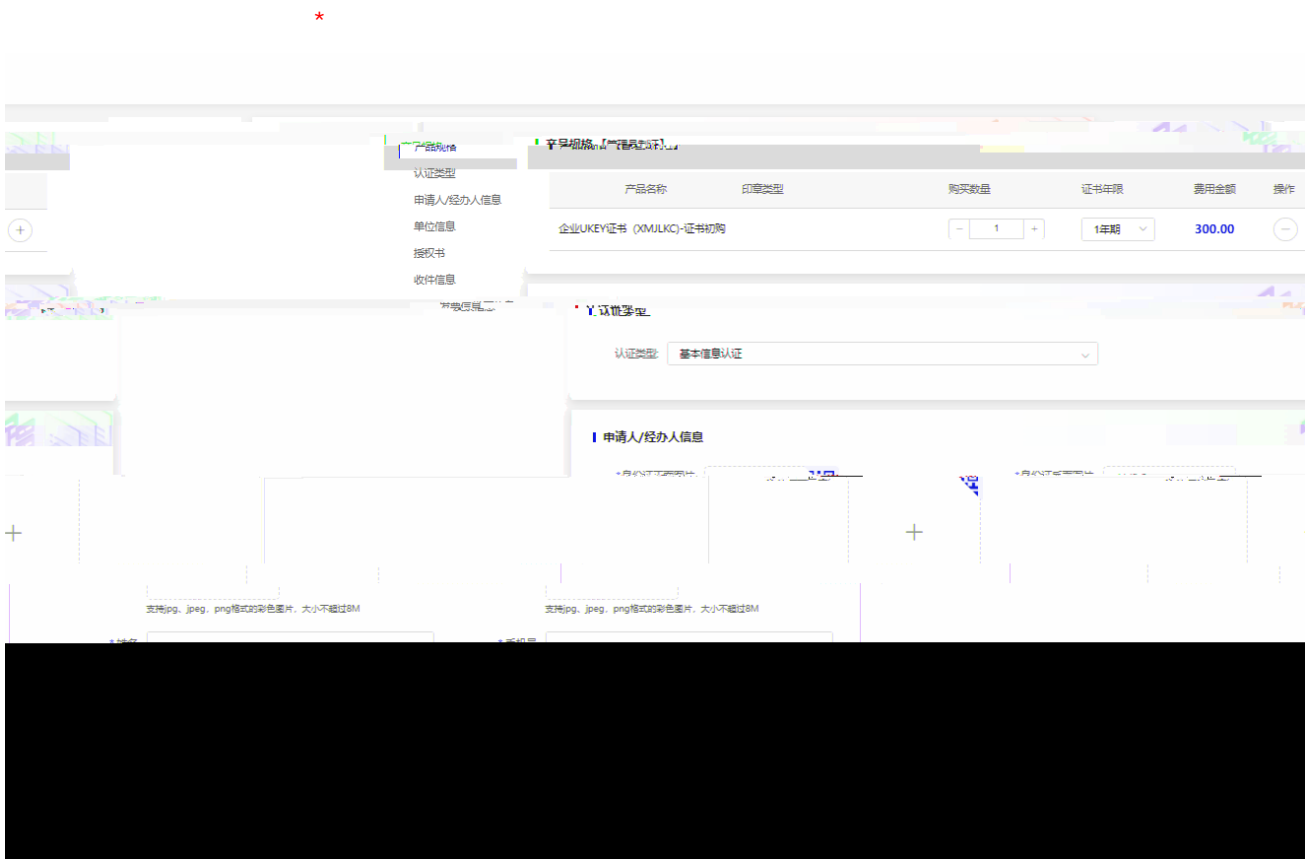 *
产品规格
认证类型
申请人/经办人信息
单位信息
授权书
收件信息
产品名称 印章类型 购买数量 证书年限 费用金额 操作
+ 企业UKEY证书（XMJLKC)-证书初购 - 1 + 1年期 300.00 -
认证类型
认证类型: 基本信息认证
申请人/经办人信息
+ +
支持jpg、jpeg、png格式的彩色图片，大小不超过8M 支持jpg、jpeg、png格式的彩色图片，大小不超过8M